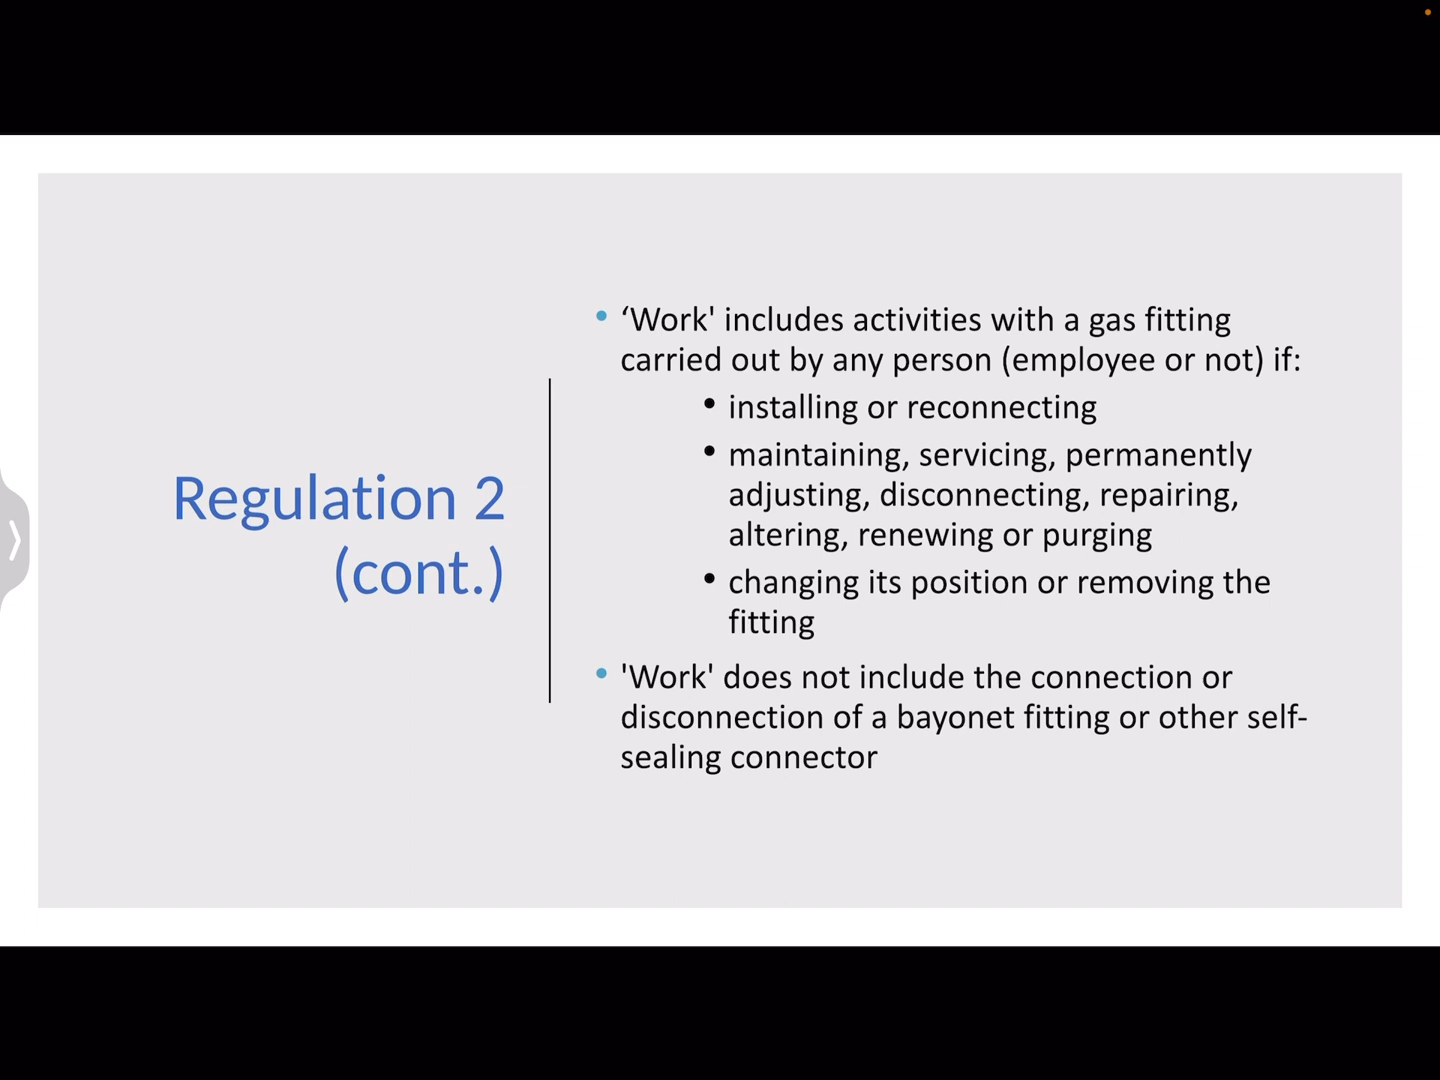 Regulation 2
(cont.)
• ‘Work' includes activities with a gas fitting
carried out by any person (employee or not) if:
• installing or reconnecting
• maintaining, servicing, permanently
adjusting, disconnecting, repairing,
altering, renewing or purging
• changing its position or removing the
fitting
• 'Work' does not include the connection or
disconnection of a bayonet fitting or other self-
sealing connector